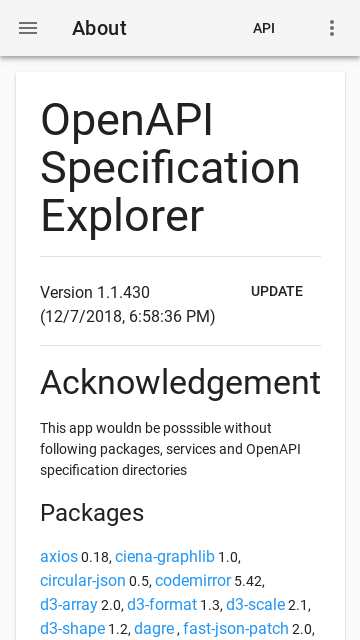 About
API
OpenAPI
Specification
Explorer
Version 1.1.430
(12/7/2018, 6:58:36 PM)
UPDATE
Acknowledgement
This app wouldn be posssible without
following packages, services and OpenAPI
specification directories
Packages
axios 0.18, ciena-graphlib 1.0,
circular-json 0.5, codemirror 5.42,
d3-array 2.0, d3-format 1.3, d3-scale 2.1,
d3-shape 1.2, dagre , fast-json-patch 2.0,